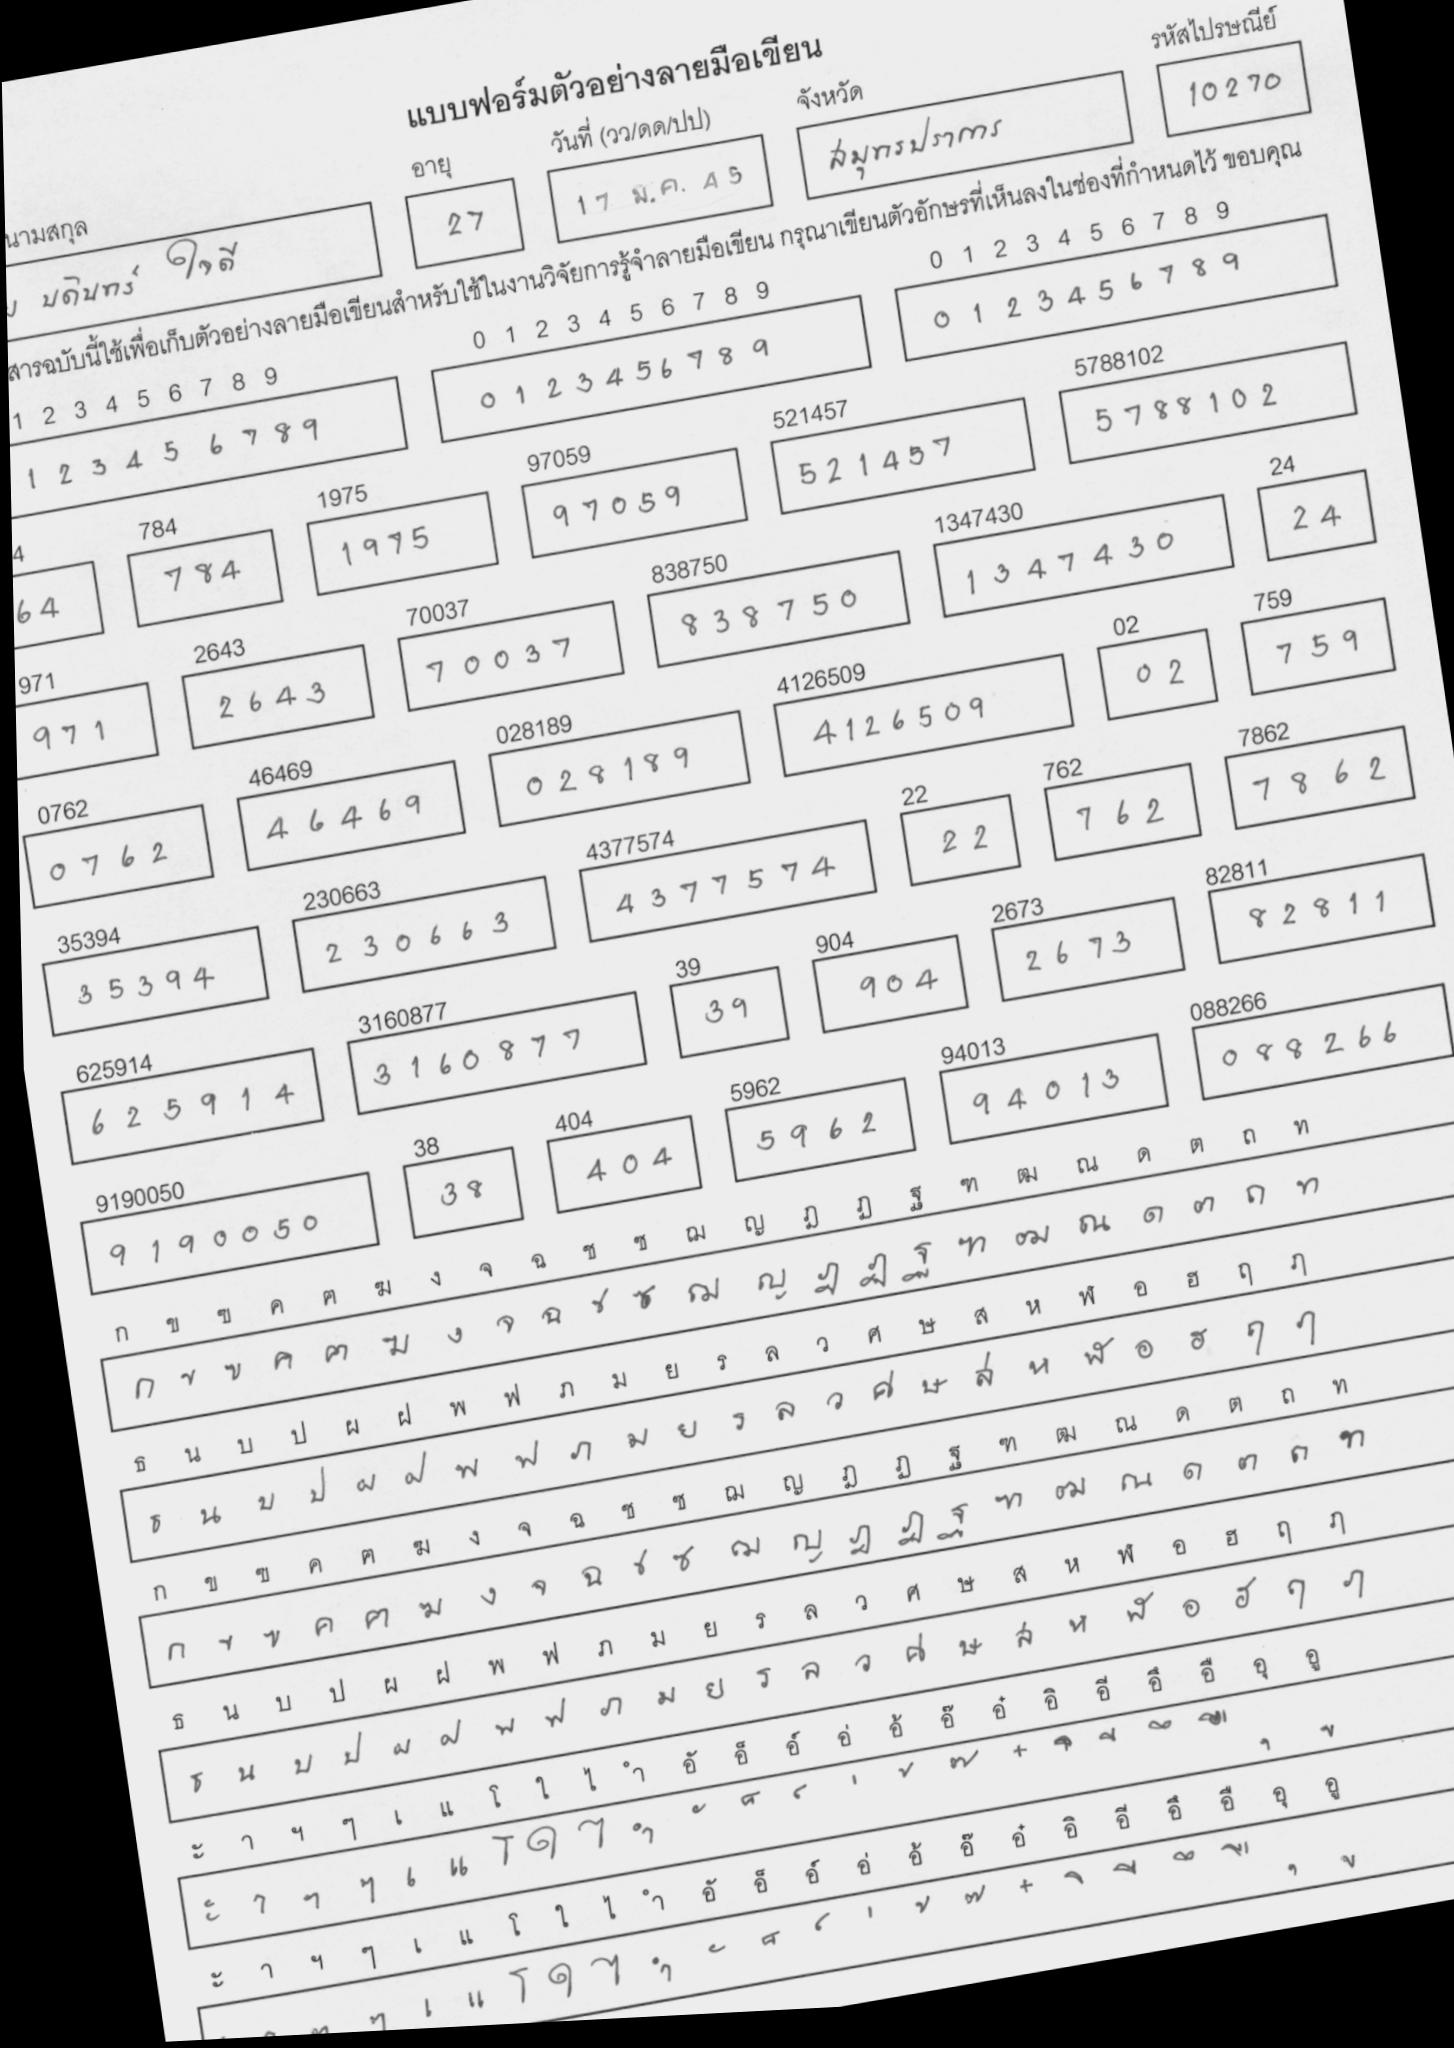 แบบฟอร์มตัวอย่างลายมือเขียน
นามสกุล อายุ วันที่ (วว/ดด/ปป) จังหวัด รหัสไปรษณีย์
บดินทร์ ใจดี 27 17 ม.ค. 45 สมุทรปราการ 10270
สารฉบับนี้ใช้เพื่อเก็บตัวอย่างลายมือเขียนสำหรับใช้ในงานวิจัยการรู้จำลายมือเขียน กรุณาเขียนตัวอักษรที่เห็นลงในช่องที่กำหนดไว้ ขอบคุณ
1 2 3 4 5 6 7 8 9 0 1 2 3 4 5 6 7 8 9 0 1 2 3 4 5 6 7 8 9
1 2 3 4 5 6 7 8 9 0 1 2 3 4 5 6 7 8 9 0 1 2 3 4 5 6 7 8 9
4 784 1975 97059 521457 5788102
64 784 1975 97059 521457 5788102
971 2643 70037 838750 1347430 24
971 2643 70037 838750 1347430 24
0762 46469 028189 4126509 02 759
0762 46469 028189 4126509 02 759
35394 230663 4377574 22 762 7862
35394 230663 4377574 22 762 7862
625914 3160877 39 904 2673 82811
625914 3160877 39 904 2673 82811
9190050 38 404 5962 94013 088266
9190050 38 404 5962 94013 088266
ก ข ฃ ค ฅ ฆ ง จ ฉ ช ซ ฌ ญ ฎ ฏ ฐ ฑ ฒ ณ ด ต ถ ท
ก ข ฃ ค ฅ ฆ ง จ ฉ ช ซ ฌ ญ ฎ ฏ ฐ ฑ ฒ ณ ด ต ถ ท
ธ น บ ป ผ ฝ พ ฟ ภ ม ย ร ล ว ศ ษ ส ห ฬ อ ฮ ฤ ฦ
ธ น บ ป ผ ฝ พ ฟ ภ ม ย ร ล ว ศ ษ ส ห ฬ อ ฮ ฤ ฦ
ก ข ฃ ค ฅ ฆ ง จ ฉ ช ซ ฌ ญ ฎ ฏ ฐ ฑ ฒ ณ ด ต ถ ท
ก ข ฃ ค ฅ ฆ ง จ ฉ ช ซ ฌ ญ ฎ ฏ ฐ ฑ ฒ ณ ด ต ถ ท
ธ น บ ป ผ ฝ พ ฟ ภ ม ย ร ล ว ศ ษ ส ห ฬ อ ฮ ฤ ฦ
ธ น บ ป ผ ฝ พ ฟ ภ ม ย ร ล ว ศ ษ ส ห ฬ อ ฮ ฤ ฦ
ะ า ฯ ๆ เ แ โ ใ ไ ำ อั อ็ อ์ อ่ อ้ อ๊ อ๋ อิ อี อึ อื อุ อู
ะ า ฯ ๆ เ แ โ ใ ไ ำ ั ็ ์ ่ ้ ๊ ๋ ิ ี ึ ื ุ ู
ะ า ฯ ๆ เ แ โ ใ ไ ำ อั อ็ อ์ อ่ อ้ อ๊ อ๋ อิ อี อึ อื อุ อู
ๆ เ แ โ ใ ไ ำ ั ็ ์ ่ ้ ๊ ๋ ิ ี ึ ื ุ ู